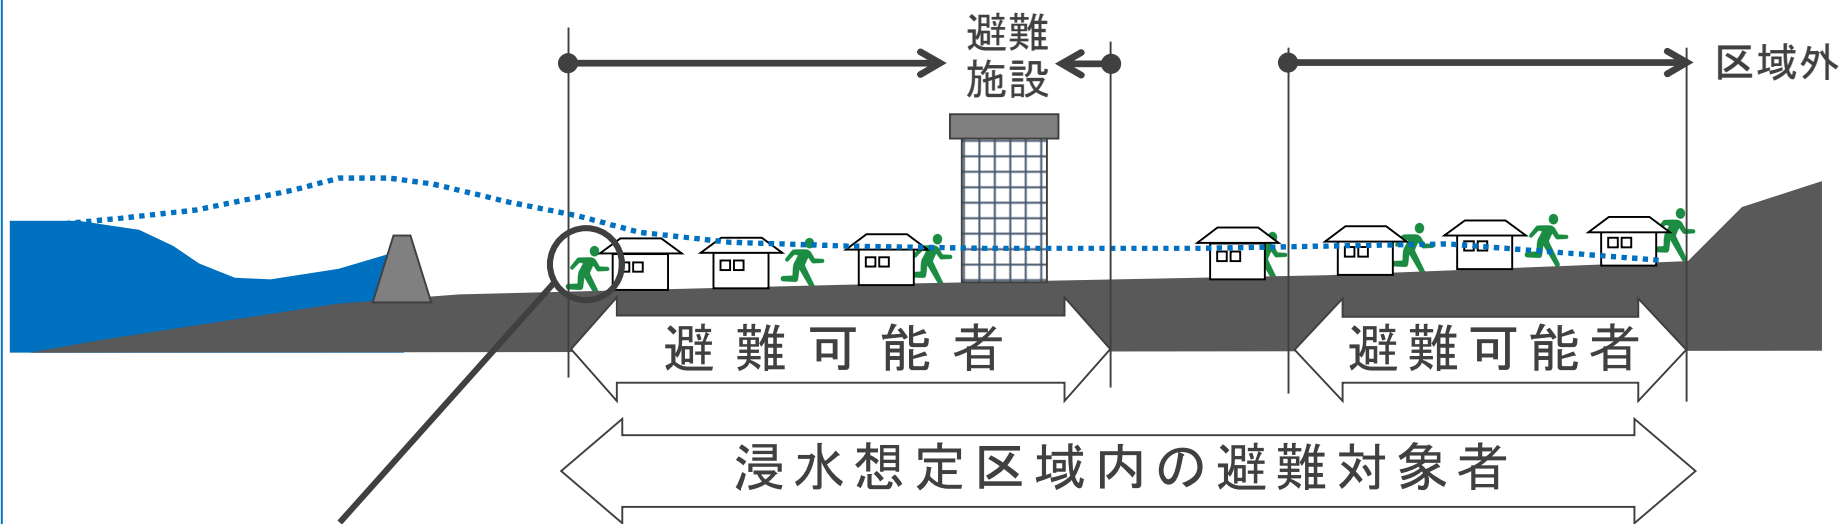 避難
施設
区域外
避難可能者
避難可能者
浸水想定区域内の避難対象者